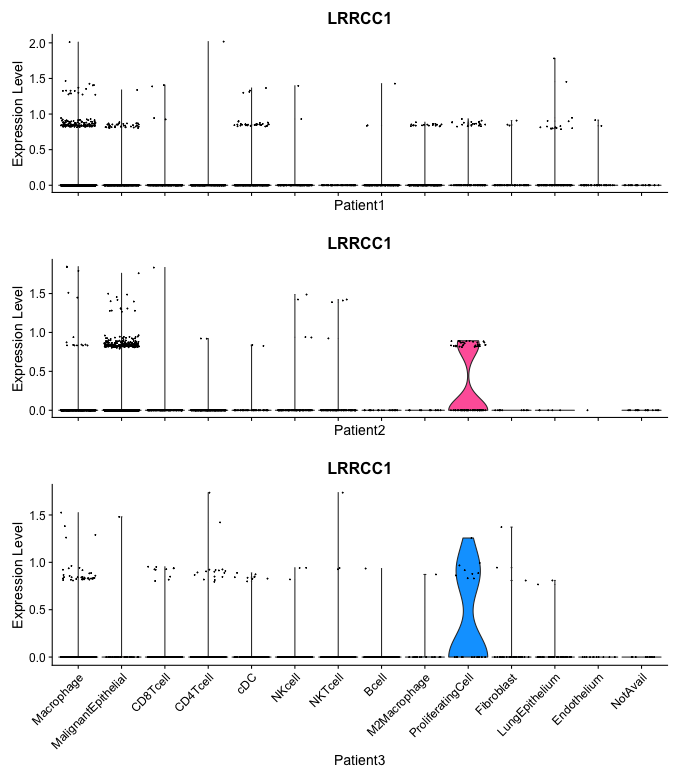 LRRCC1
Expression Level
2.0
1.5
1.0
0.5
0.0
Patient1
LRRCC1
Expression Level
1.5
1.0
0.5
0.0
Patient2
LRRCC1
Expression Level
1.5
1.0
0.5
0.0
Macrophage
MalignantEpithelial
CD8Tcell
CD4Tcell
cDC
NKcell
NKTcell
Bcell
M2Macrophage
ProliferatingCell
Fibroblast
LungEpithelium
Endothelium
NotAvail
Patient3